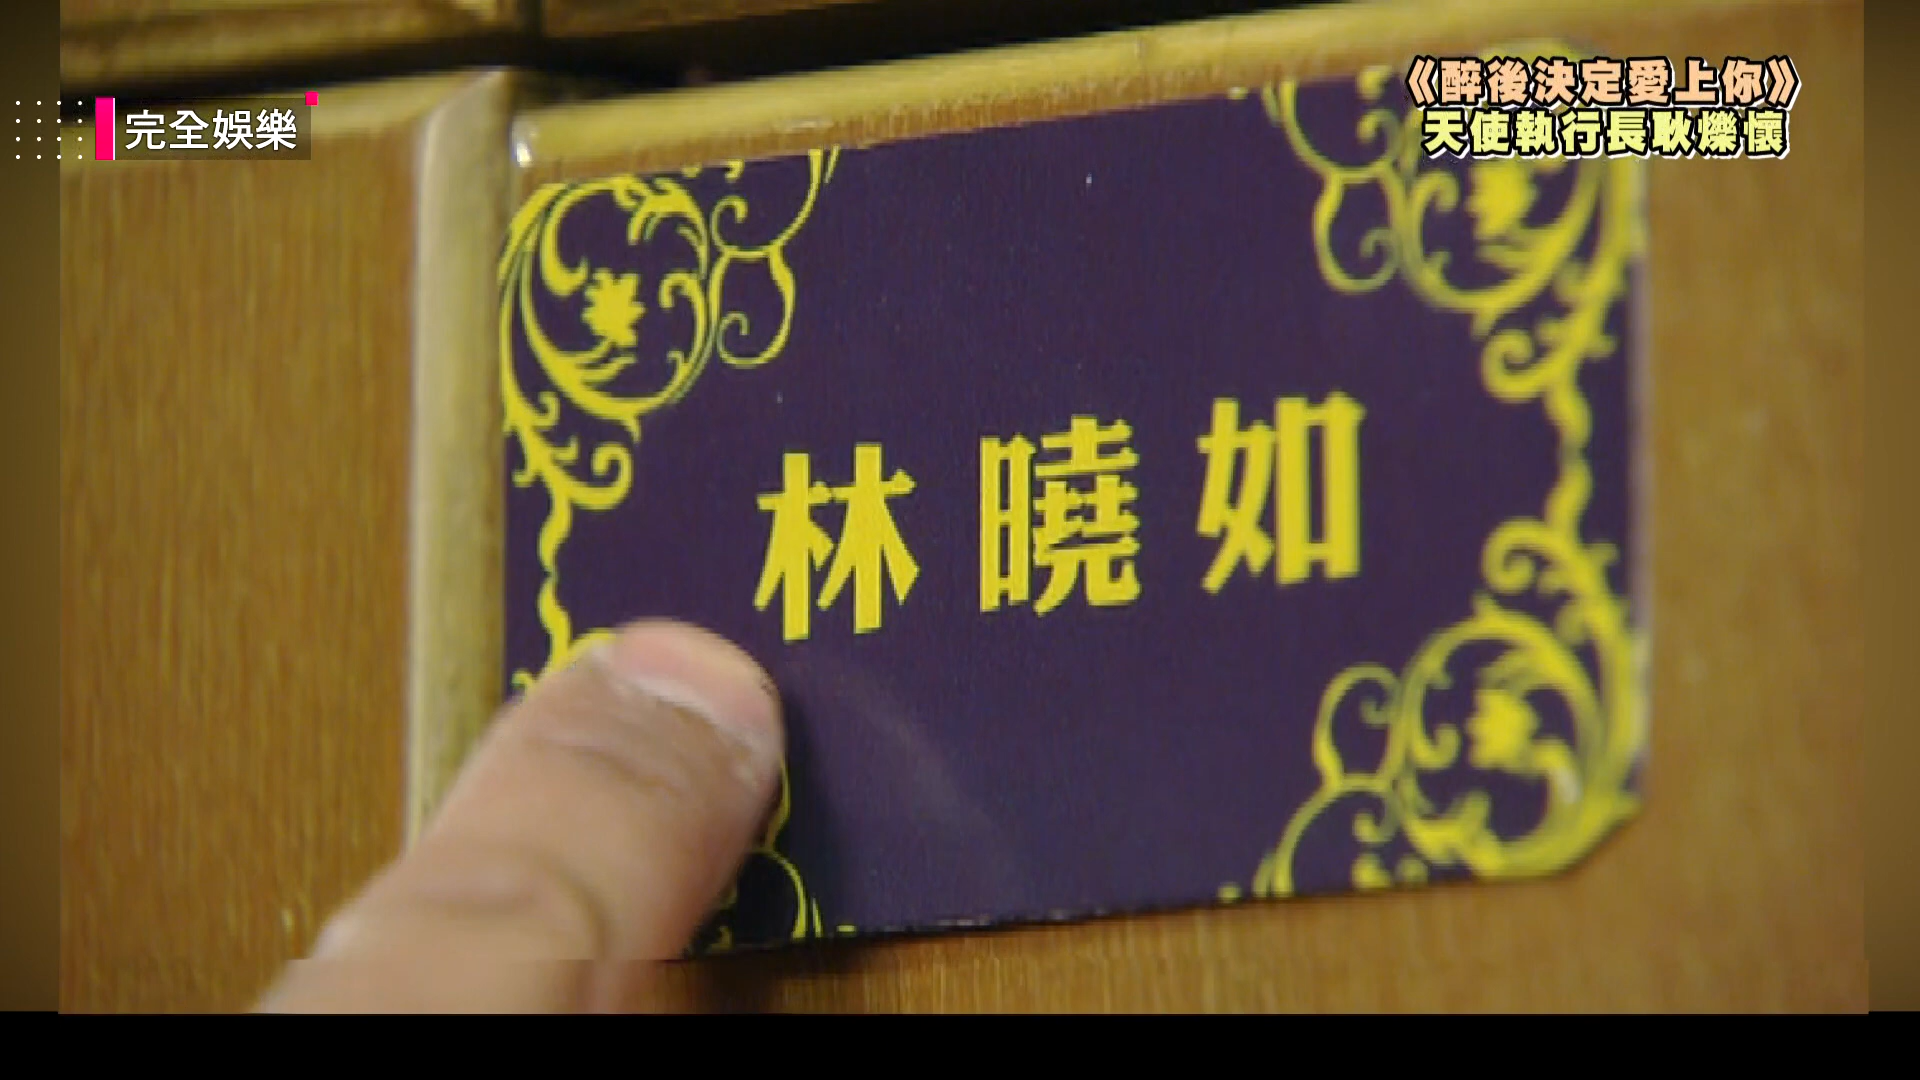 完全娛樂
《醉後決定愛上你》
天使執行長耿爍懷
林曉如